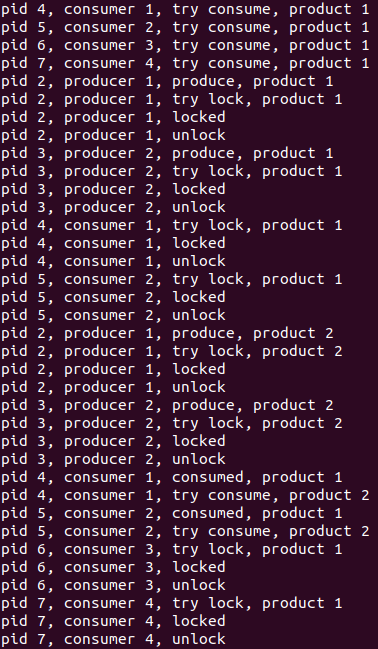 pid 4, consumer 1, try consume, product 1
pid 5, consumer 2, try consume, product 1
pid 6, consumer 3, try consume, product 1
pid 7, consumer 4, try consume, product 1
pid 2, producer 1, produce, product 1
pid 2, producer 1, try lock, product 1
pid 2, producer 1, locked
pid 2, producer 1, unlock
pid 3, producer 2, produce, product 1
pid 3, producer 2, try lock, product 1
pid 3, producer 2, locked
pid 3, producer 2, unlock
pid 4, consumer 1, try lock, product 1
pid 4, consumer 1, locked
pid 4, consumer 1, unlock
pid 5, consumer 2, try lock, product 1
pid 5, consumer 2, locked
pid 5, consumer 2, unlock
pid 2, producer 1, produce, product 2
pid 2, producer 1, try lock, product 2
pid 2, producer 1, locked
pid 2, producer 1, unlock
pid 3, producer 2, produce, product 2
pid 3, producer 2, try lock, product 2
pid 3, producer 2, locked
pid 3, producer 2, unlock
pid 4, consumer 1, consumed, product 1
pid 4, consumer 1, try consume, product 2
pid 5, consumer 2, consumed, product 1
pid 5, consumer 2, try consume, product 2
pid 6, consumer 3, try lock, product 1
pid 6, consumer 3, locked
pid 6, consumer 3, unlock
pid 7, consumer 4, try lock, product 1
pid 7, consumer 4, locked
pid 7, consumer 4, unlock